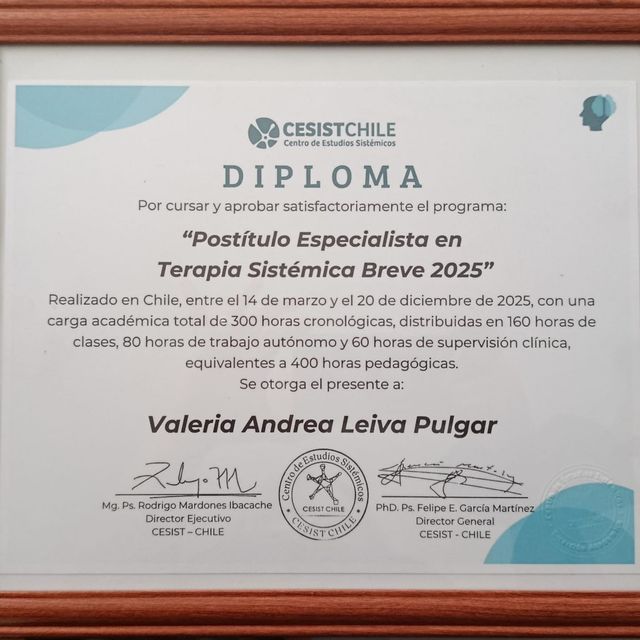 CESISTCHILE
Centro de Estudios Sistémicos
DIPLOMA
Por cursar y aprobar satisfactoriamente el programa:
“Postítulo Especialista en
Terapia Sistémica Breve 2025”
Realizado en Chile, entre el 14 de marzo y el 20 de diciembre de 2025, con una
carga académica total de 300 horas cronológicas, distribuidas en 160 horas de
clases, 80 horas de trabajo autónomo y 60 horas de supervisión clínica,
equivalentes a 400 horas pedagógicas.
Se otorga el presente a:
Valeria Andrea Leiva Pulgar
Mg. Ps. Rodrigo Mardones Ibacache
Director Ejecutivo
CESIST – CHILE
Centro de Estudios Sistémicos
CESIST CHILE
CESIST CHILE
PhD. Ps. Felipe E. García Martínez
Director General
CESIST - CHILE